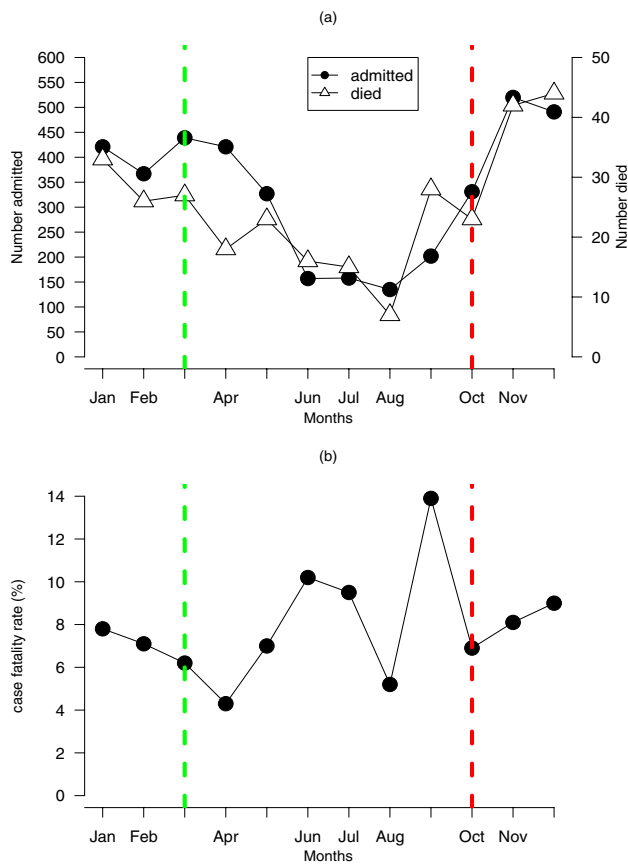 (a)
600
550
500
450
400
350
300
250
200
150
100
50
0
Number admitted
admitted
died
50
40
30
20
10
0
Number died
Jan Feb Apr Jun Jul Aug Oct Nov
Months
(b)
14
12
10
8
6
4
2
0
case fatality rate (%)
Jan Feb Apr Jun Jul Aug Oct Nov
Months